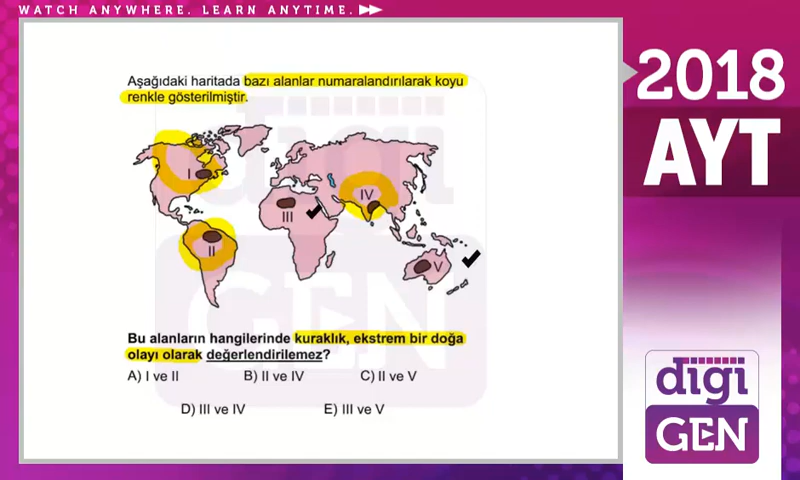 WATCH ANYWHERE. LEARN ANYTIME.
2018
AYT
Aşağıdaki haritada bazı alanlar numaralandırılarak koyu
renkle gösterilmiştir.
I
II
III
IV
V
Bu alanların hangilerinde kuraklık, ekstrem bir doğa
olayı olarak değerlendirilemez?
A) I ve II
B) II ve IV
C) II ve V
D) III ve IV
E) III ve V
digi
GEN
digi
GEN